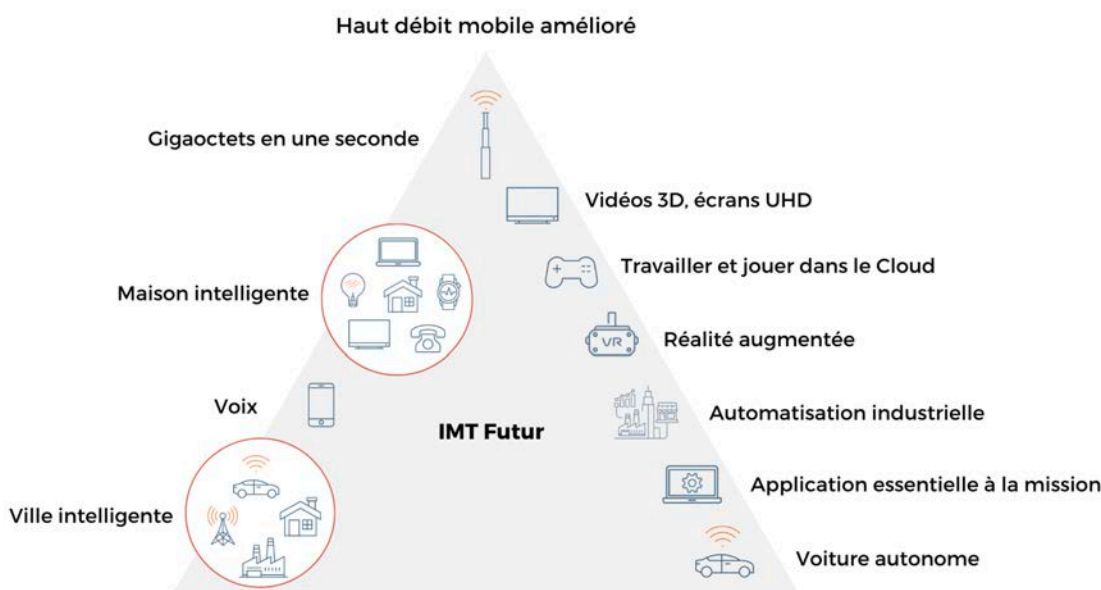 Haut débit mobile amélioré
Gigaoctets en une seconde
Vidéos 3D, écrans UHD
Travailler et jouer dans le Cloud
Maison intelligente
Réalité augmentée
VR
Voix
Automatisation industrielle
IMT Futur
Application essentielle à la mission
Ville intelligente
Voiture autonome